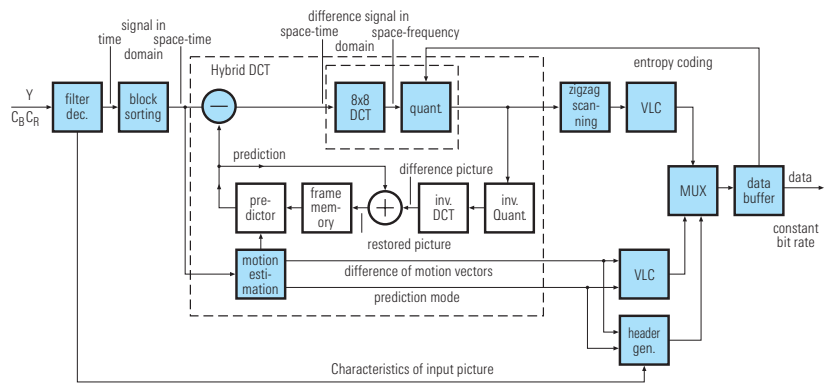 signal in
time
space-time
domain
difference signal in
space-time
space-frequency
domain
entropy coding
Hybrid DCT
Y
CBCR
filter
dec.
block
sorting
−
8x8
DCT
quant.
zigzag
scan-
ning
VLC
prediction
difference picture
pre-
dictor
frame
mem-
ory
+
inv.
DCT
inv.
Quant.
MUX
data
buffer
data
constant
bit rate
restored picture
motion
esti-
mation
difference of motion vectors
prediction mode
VLC
header
gen.
Characteristics of input picture